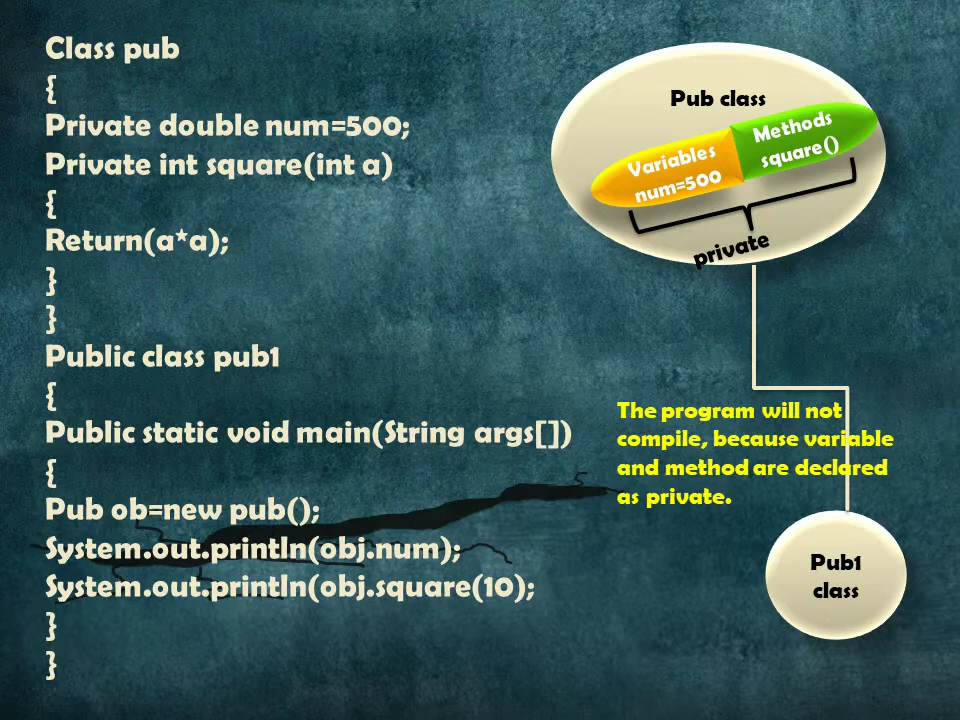 Class pub
{
Private double num=500;
Private int square(int a)
{
Return(a*a);
}
}
Public class pub1
{
Public static void main(String args[])
{
Pub ob=new pub();
System.out.println(obj.num);
System.out.println(obj.square(10);
}
}
Pub class
Variables
num=500
Methods
square()
private
The program will not
compile, because variable
and method are declared
as private.
Pub1
class